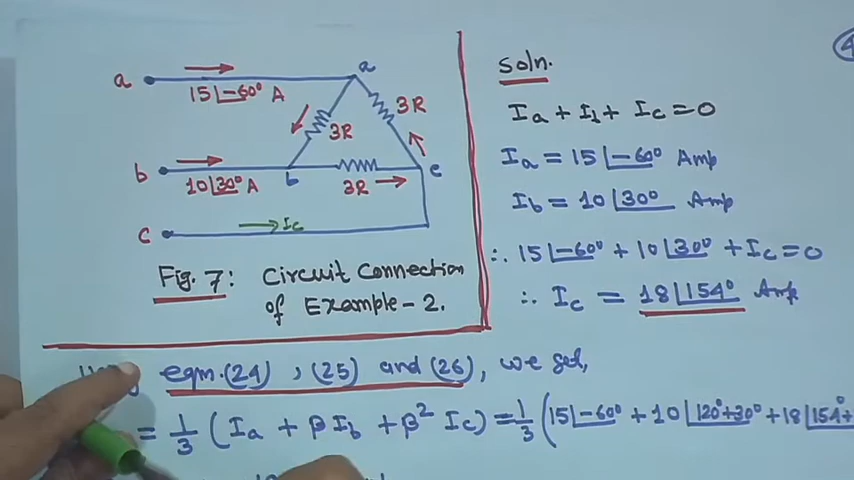 a
15∠-60° A
a
3R
3R
b
10∠30° A
b
3R
c
c
Ic
Fig. 7: Circuit Connection
of Example-2.
4
Soln.
Ia + Ib + Ic = 0
Ia = 15∠-60° Amp
Ib = 10∠30° Amp
∴ 15∠-60° + 10∠30° + Ic = 0
∴ Ic = 18∠154° Amp
eqn.(24), (25) and (26), we get,
= 1/3 (Ia + βIb + β² Ic) = 1/3 (15∠-60° + 10∠120°+30° + 18∠154°+